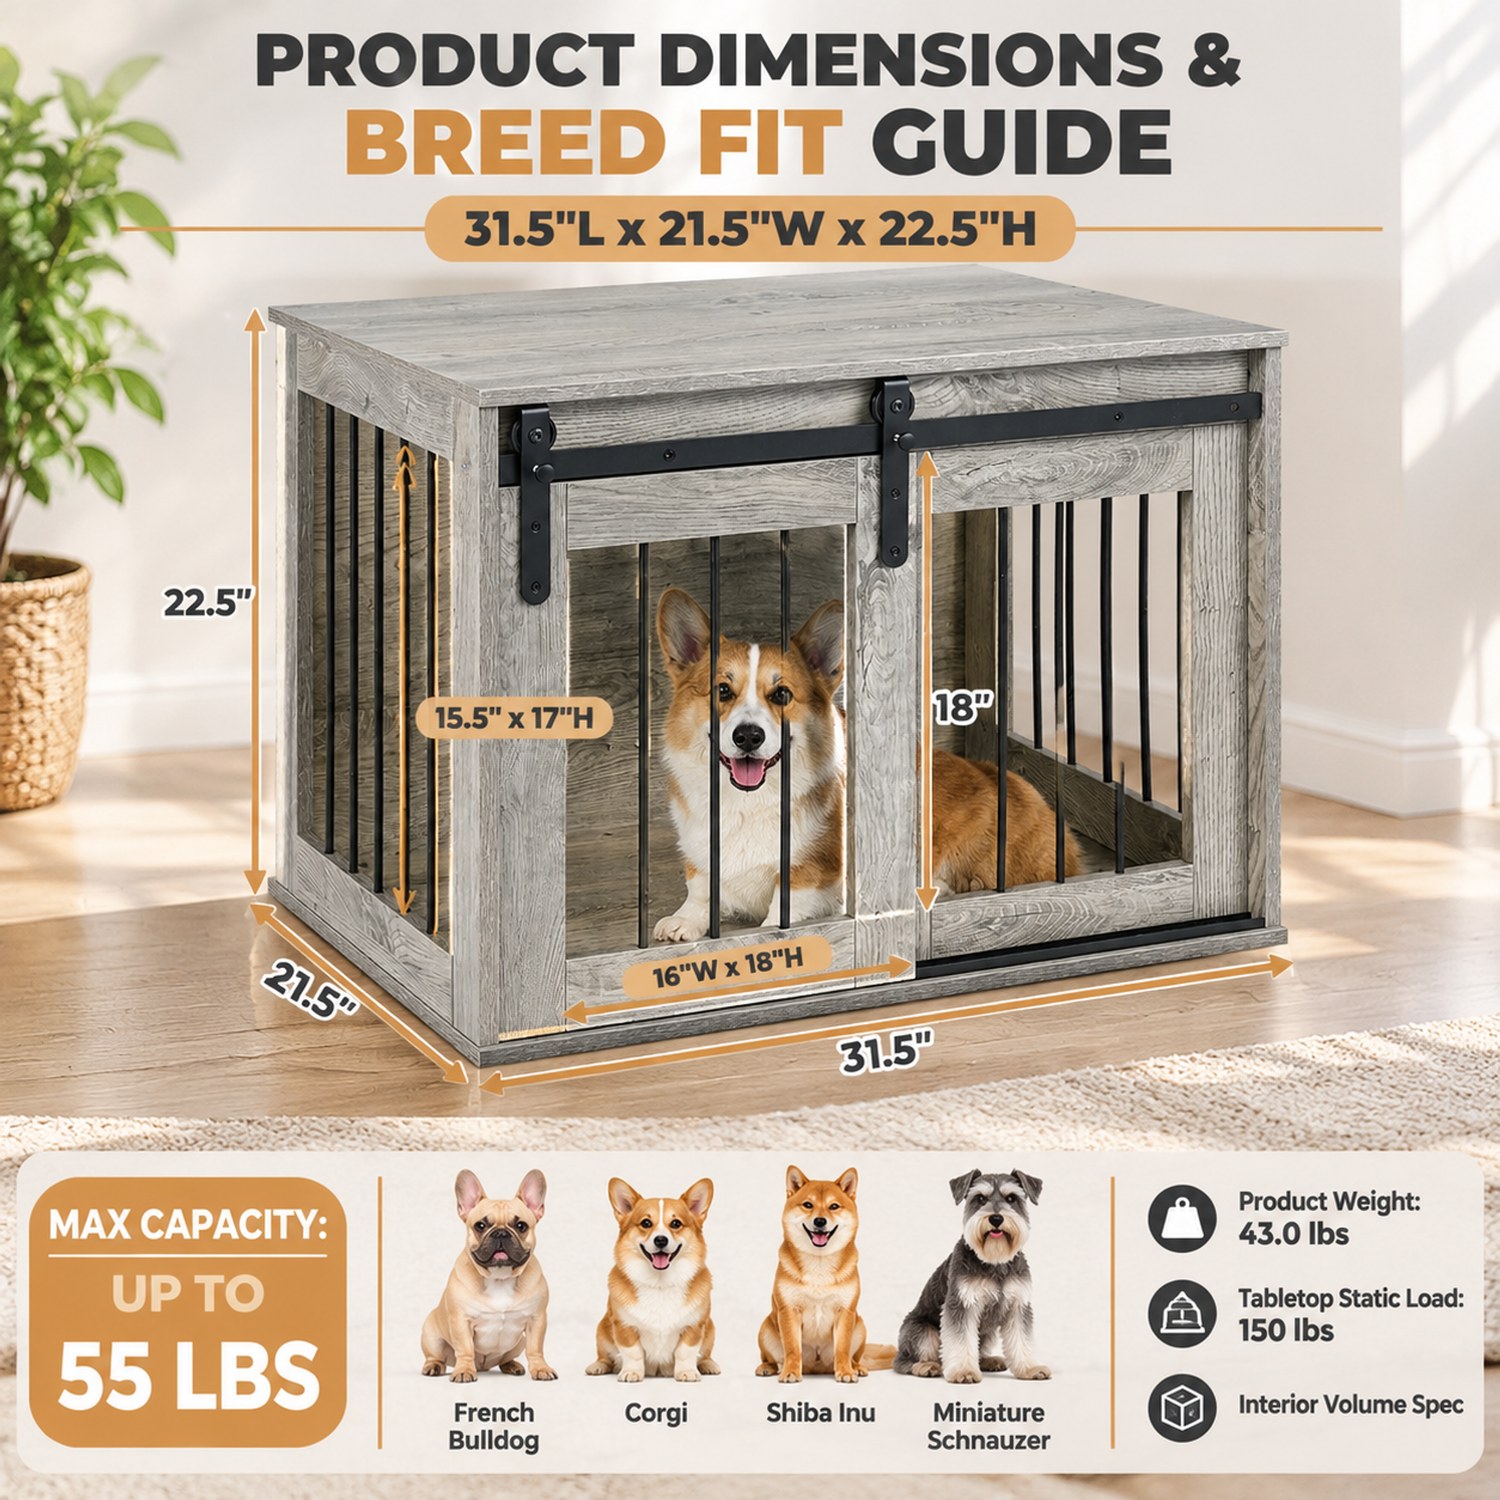 PRODUCT DIMENSIONS &
BREED FIT GUIDE
31.5"L x 21.5"W x 22.5"H
22.5"
15.5" x 17"H
18"
16"W x 18"H
21.5"
31.5"
MAX CAPACITY:
UP TO
55 LBS
French
Bulldog
Corgi
Shiba Inu
Miniature
Schnauzer
Product Weight:
43.0 lbs
Tabletop Static Load:
150 lbs
Interior Volume Spec